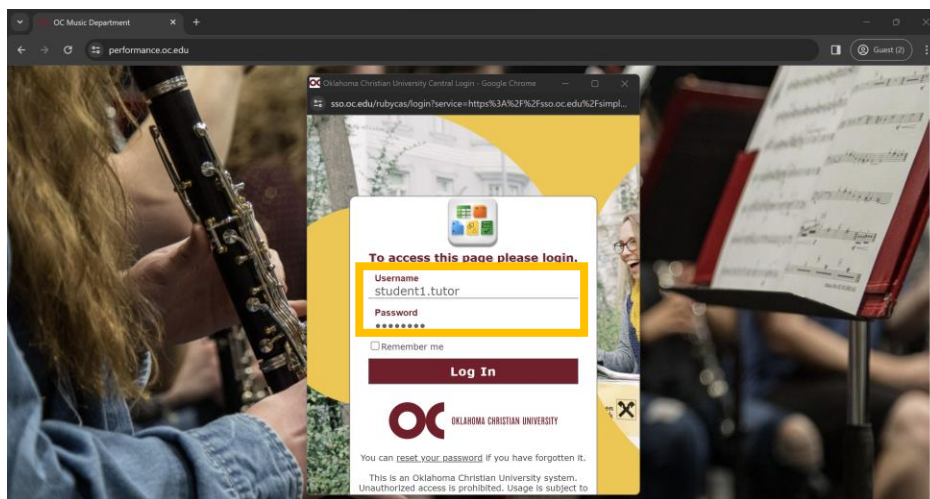 OC Music Department
performance.oc.edu
Guest (2)
Oklahoma Christian University Central Login - Google Chrome
sso.oc.edu/rubycas/login?service=https%3A%2F%2Fsso.oc.edu%2Fsimpl...
To access this page please login.
Username
student1.tutor
Password
Remember me
Log In
OC OKLAHOMA CHRISTIAN UNIVERSITY
You can reset your password if you have forgotten it.
This is an Oklahoma Christian University system.
Unauthorized access is prohibited. Usage is subject to